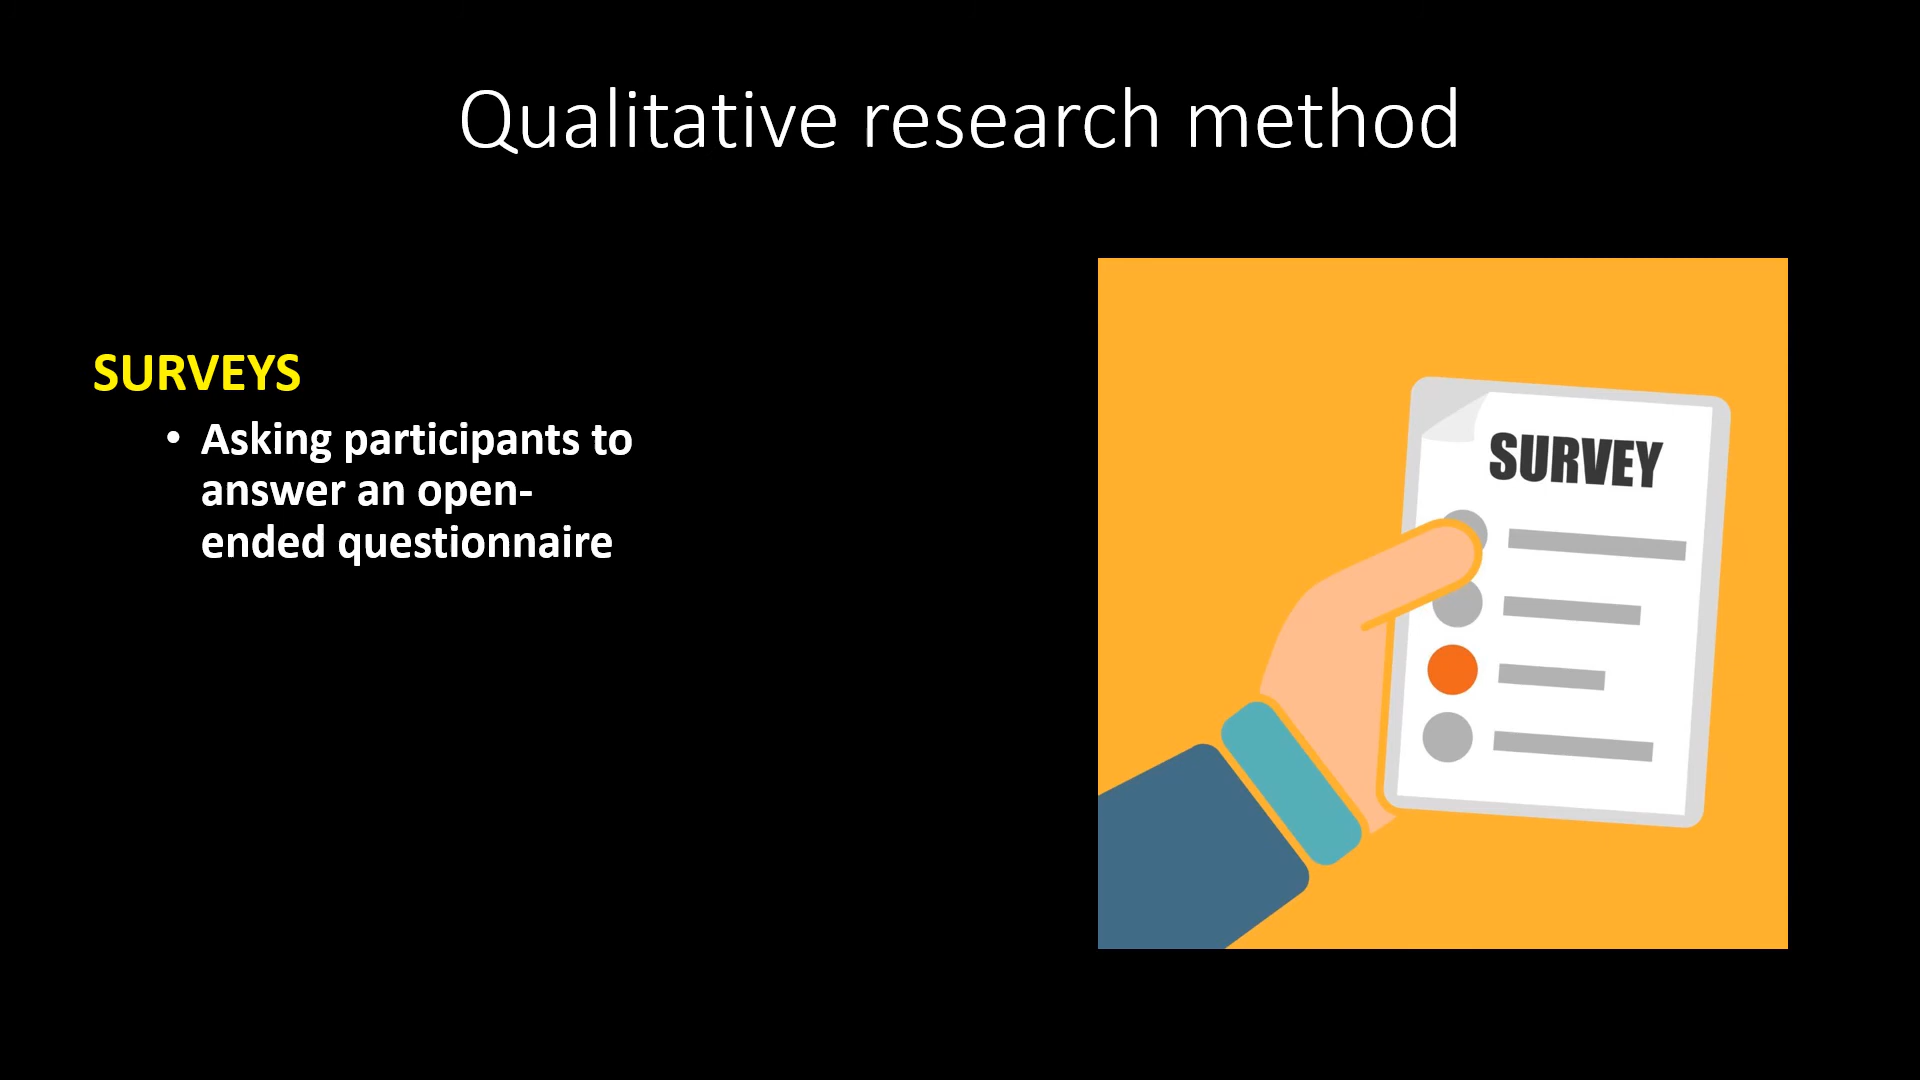 Qualitative research method
SURVEYS
• Asking participants to
answer an open-
ended questionnaire
SURVEY